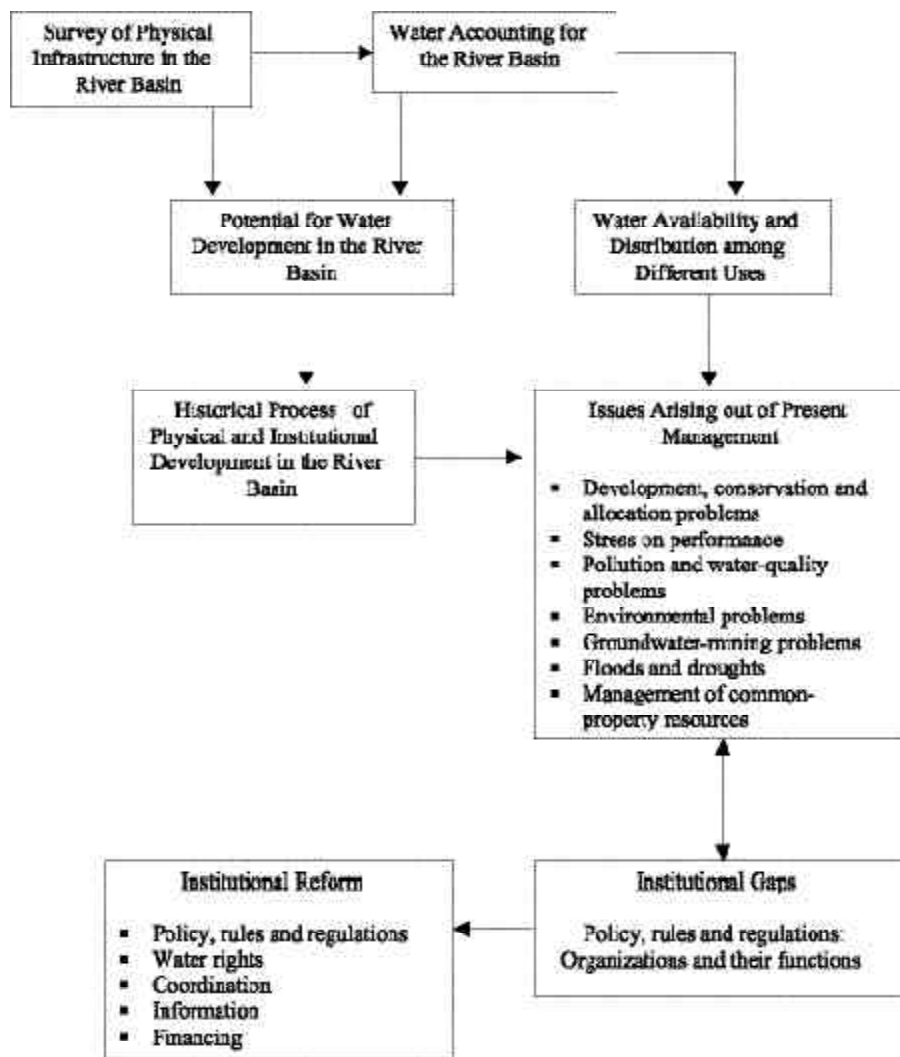 Survey of Physical
Infrastructure in the
River Basin
Water Accounting for
the River Basin
Potential for Water
Development in the River
Basin
Water Availability and
Distribution among
Different Uses
Historical Process of
Physical and Institutional
Development in the River
Basin
Issues Arising out of Present
Management
▪ Development, conservation and
allocation problems
▪ Stress on performance
▪ Pollution and water-quality
problems
▪ Environmental problems
▪ Groundwater-mining problems
▪ Floods and droughts
▪ Management of common-
property resources
Institutional Reform
▪ Policy, rules and regulations
▪ Water rights
▪ Coordination
▪ Information
▪ Financing
Institutional Gaps
Policy, rules and regulations:
Organizations and their functions